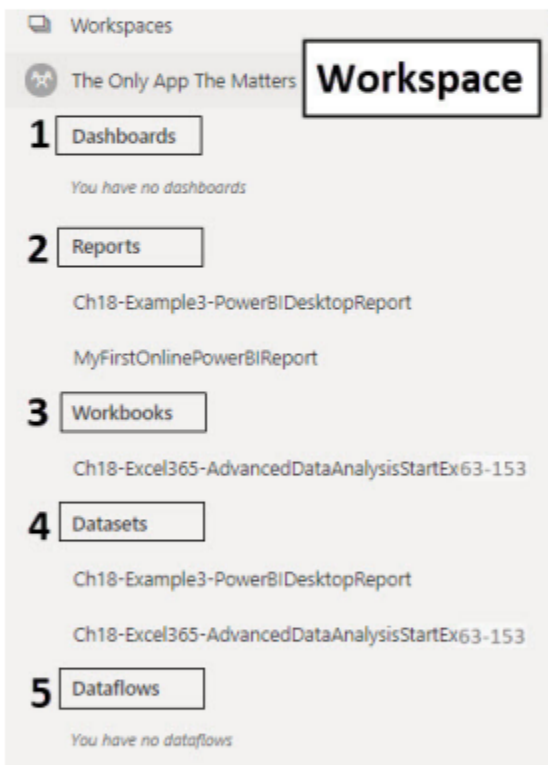 Workspaces
The Only App The Matters Workspace
1 Dashboards
You have no dashboards
2 Reports
Ch18-Example3-PowerBIDesktopReport
MyFirstOnlinePowerBIReport
3 Workbooks
Ch18-Excel365-AdvancedDataAnalysisStartEx63-153
4 Datasets
Ch18-Example3-PowerBIDesktopReport
Ch18-Excel365-AdvancedDataAnalysisStartEx63-153
5 Dataflows
You have no dataflows